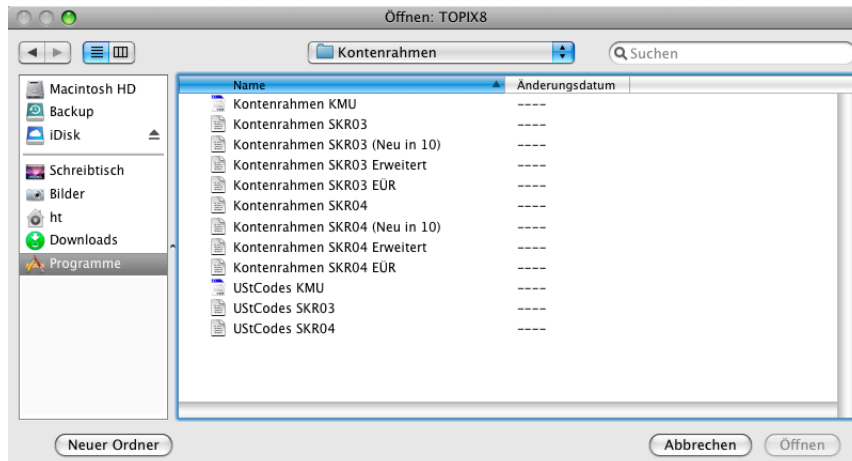 Öffnen: TOPIX8
Kontenrahmen
Suchen
Macintosh HD
Backup
iDisk
Schreibtisch
Bilder
ht
Downloads
Programme
Name Änderungsdatum
Kontenrahmen KMU ----
Kontenrahmen SKR03 ----
Kontenrahmen SKR03 (Neu in 10) ----
Kontenrahmen SKR03 Erweitert ----
Kontenrahmen SKR03 EÜR ----
Kontenrahmen SKR04 ----
Kontenrahmen SKR04 (Neu in 10) ----
Kontenrahmen SKR04 Erweitert ----
Kontenrahmen SKR04 EÜR ----
UStCodes KMU ----
UStCodes SKR03 ----
UStCodes SKR04 ----
Neuer Ordner Abbrechen Öffnen